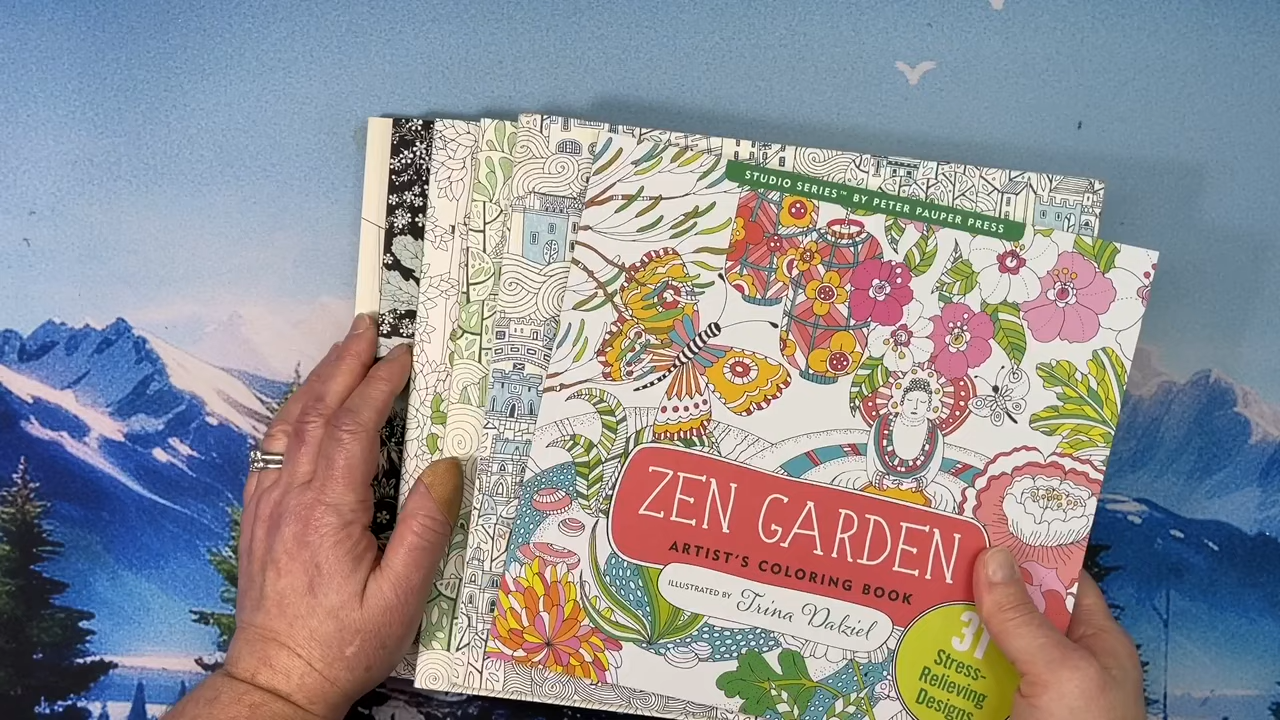 STUDIO SERIES™ BY PETER PAUPER PRESS
ZEN GARDEN
ARTIST'S COLORING BOOK
ILLUSTRATED BY Trina Dalziel
31
Stress-
Relieving
Designs